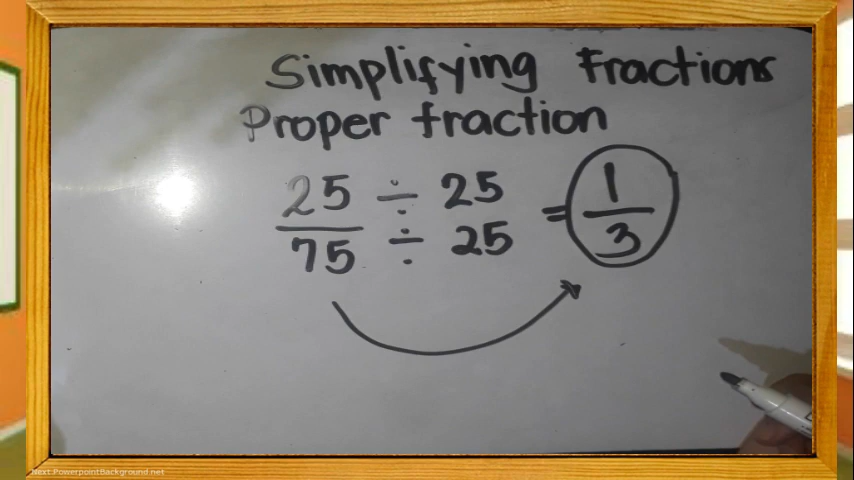 Simplifying Fractions
Proper fraction
25 ÷ 25
75 ÷ 25
= 1
3
Next.PowerpointBackground.net